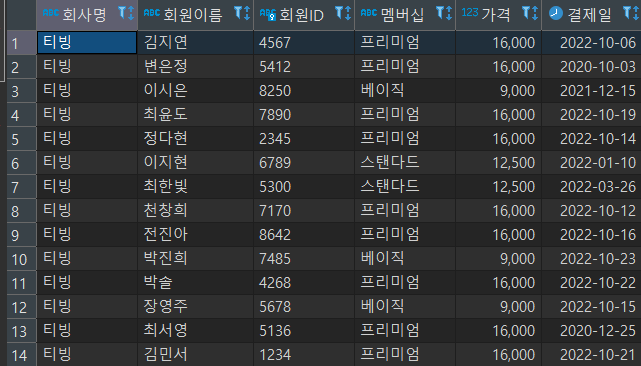 ABC 회사명 ABC 회원이름 ABC 회원ID ABC 멤버십 123 가격 결제일
1 티빙 김지연 4567 프리미엄 16,000 2022-10-06
2 티빙 변은정 5412 프리미엄 16,000 2020-10-03
3 티빙 이시은 8250 베이직 9,000 2021-12-15
4 티빙 최윤도 7890 프리미엄 16,000 2022-10-19
5 티빙 정다현 2345 프리미엄 16,000 2022-10-14
6 티빙 이지현 6789 스탠다드 12,500 2022-01-10
7 티빙 최한빛 5300 스탠다드 12,500 2022-03-26
8 티빙 천창희 7170 프리미엄 16,000 2022-10-12
9 티빙 전진아 8642 프리미엄 16,000 2022-10-16
10 티빙 박진희 7485 베이직 9,000 2022-10-23
11 티빙 박솔 4268 프리미엄 16,000 2022-10-22
12 티빙 장영주 5678 베이직 9,000 2022-10-15
13 티빙 최서영 5136 프리미엄 16,000 2020-12-25
14 티빙 김민서 1234 프리미엄 16,000 2022-10-21